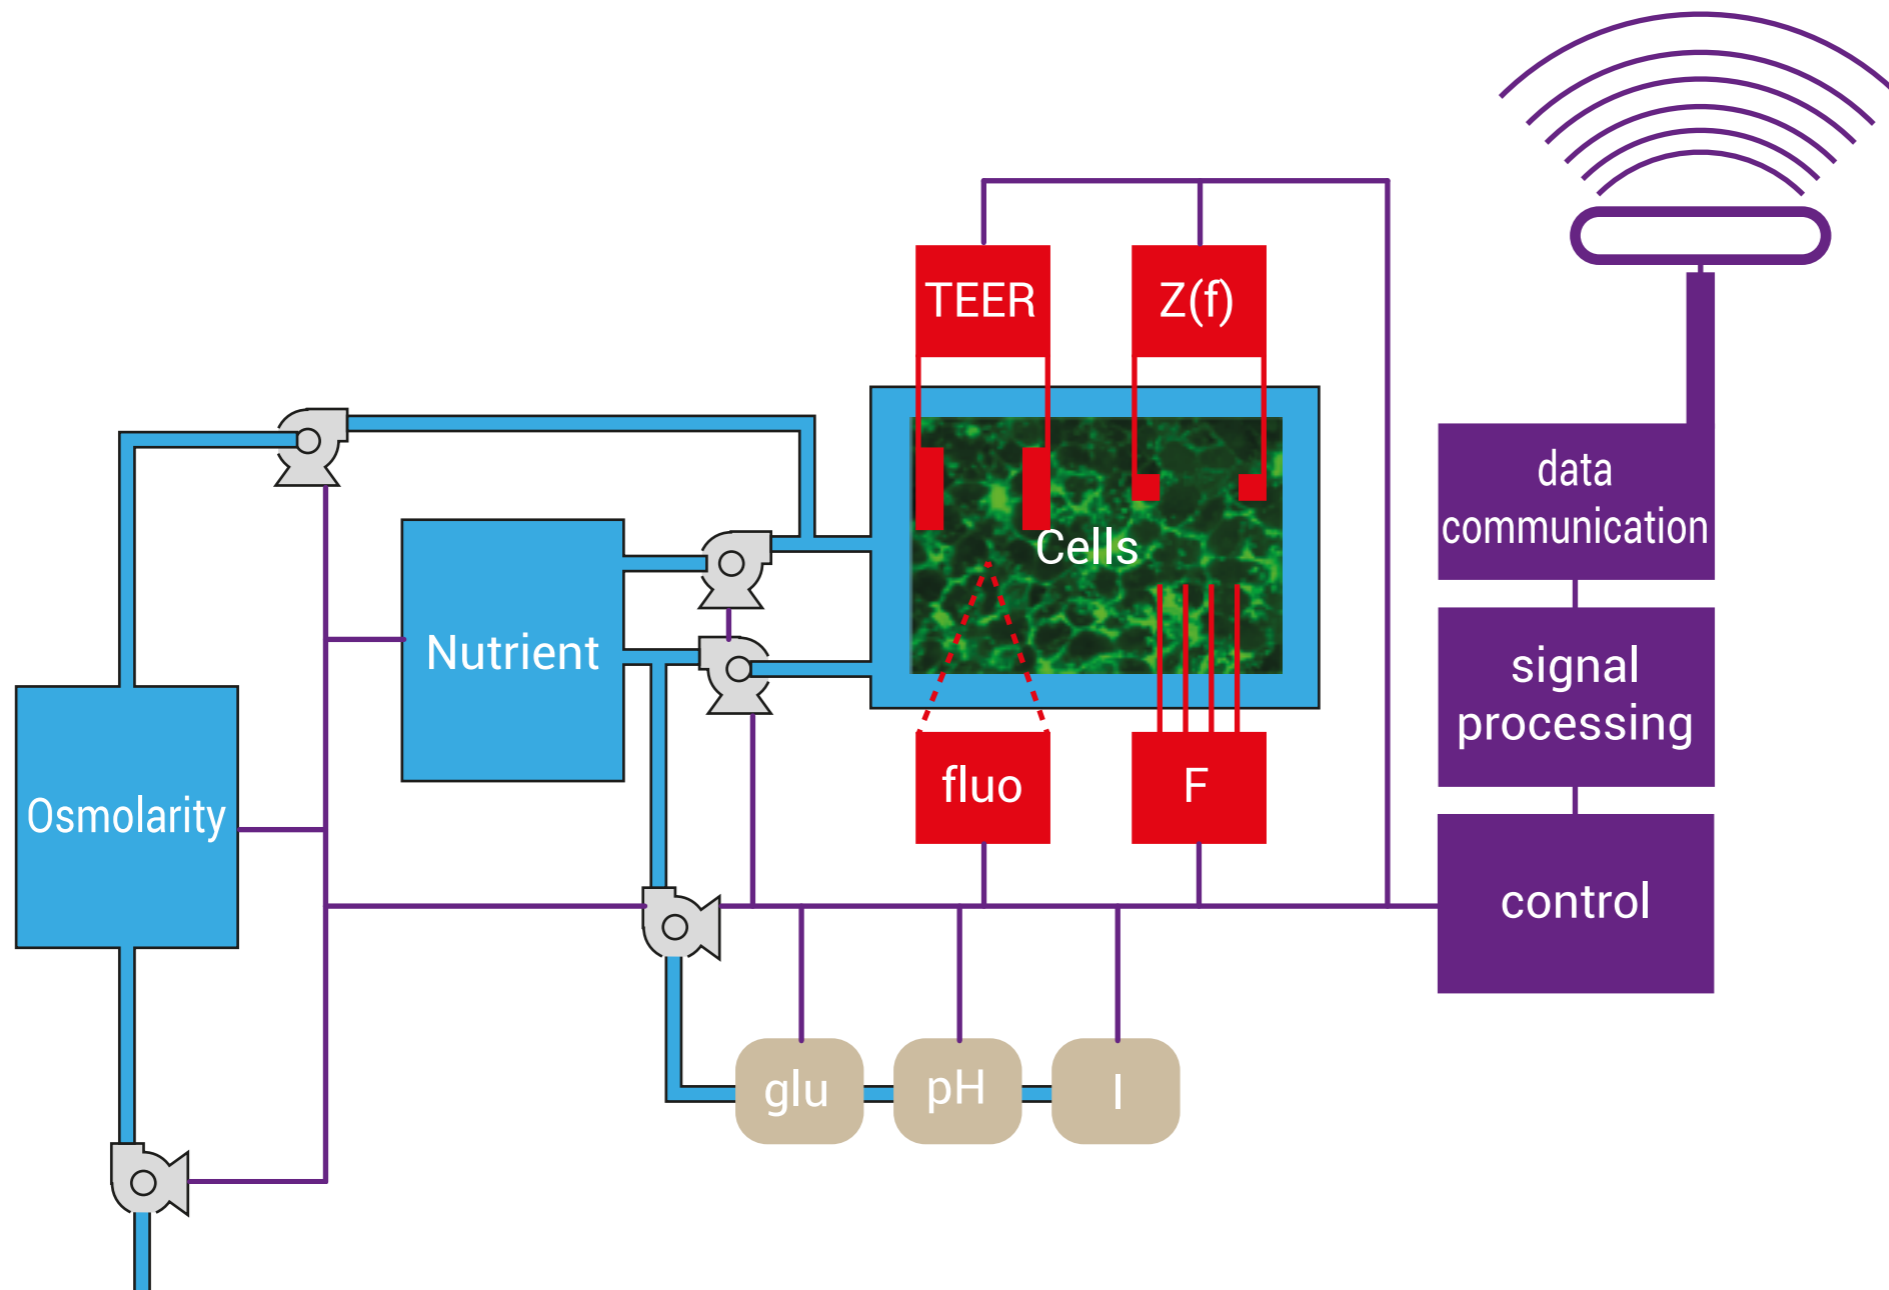 TEER
Z(f)
data
communication
Cells
Nutrient
signal
processing
Osmolarity
fluo
F
control
glu
pH
I